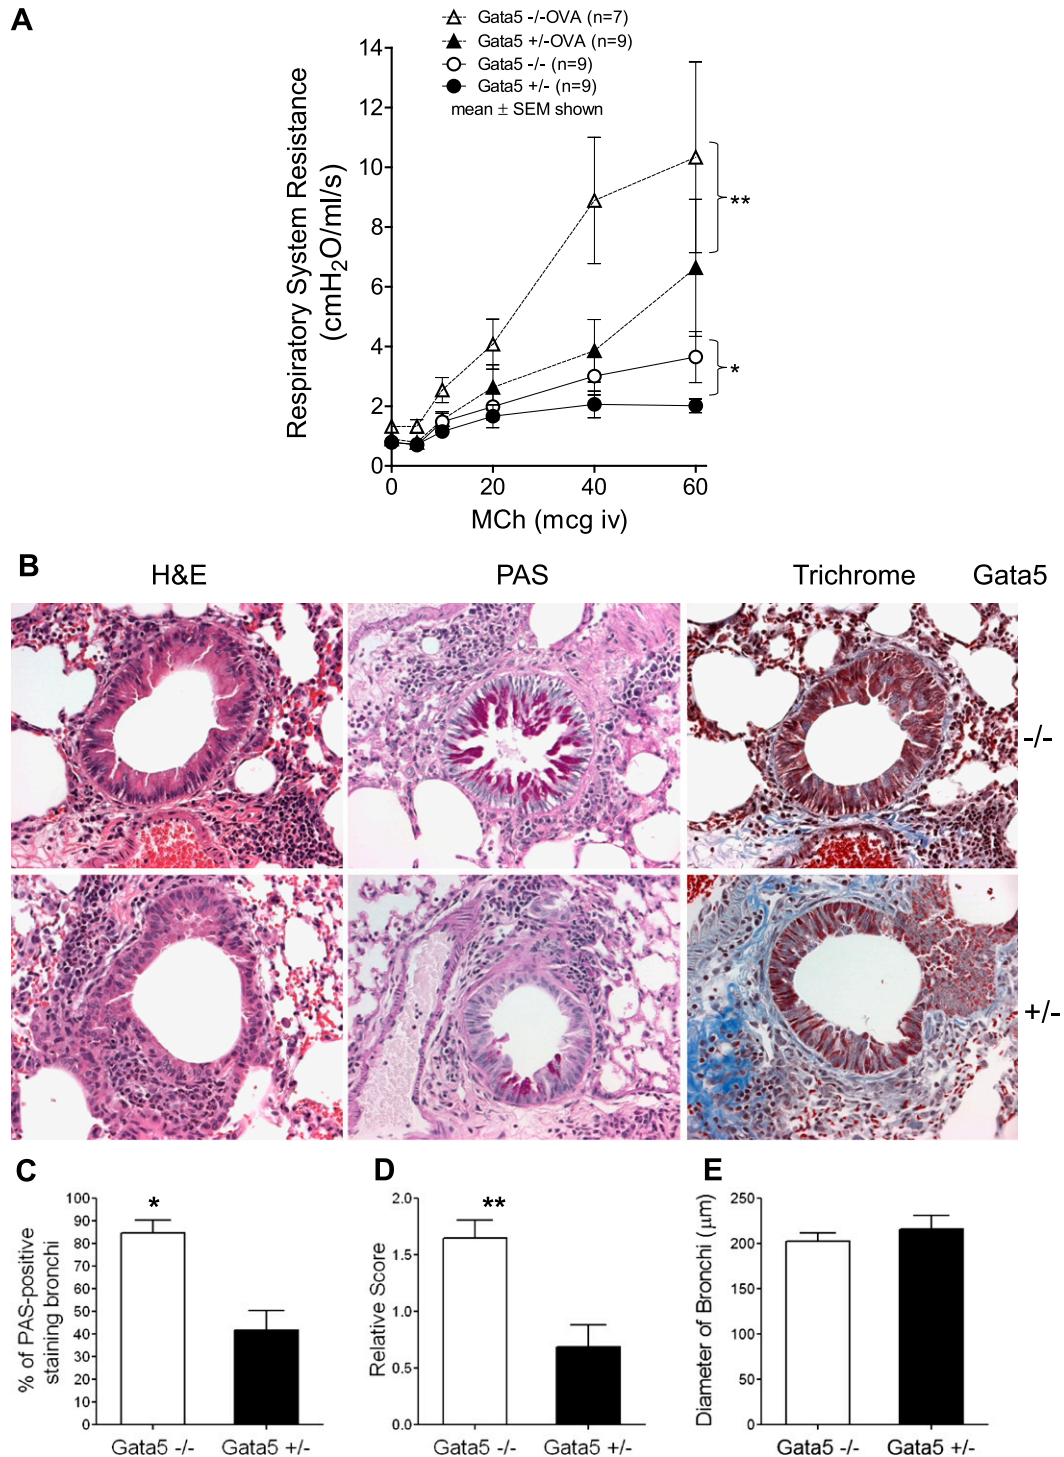 A
Gata5 -/-OVA (n=7)
Gata5 +/-OVA (n=9)
Gata5 -/- (n=9)
Gata5 +/- (n=9)
mean ± SEM shown
Respiratory System Resistance
(cmH₂O/ml/s)
14
12
10
8
6
4
2
0
**
*
0 20 40 60
MCh (mcg iv)
B
H&E PAS Trichrome Gata5
-/-
+/-
C
% of PAS-positive
staining bronchi
100
90
80
70
60
50
40
30
20
10
0
*
Gata5 -/- Gata5 +/-
D
Relative Score
2.0
1.5
1.0
0.5
0.0
**
Gata5 -/- Gata5 +/-
E
Diameter of Bronchi (µm)
250
200
150
100
50
0
Gata5 -/- Gata5 +/-